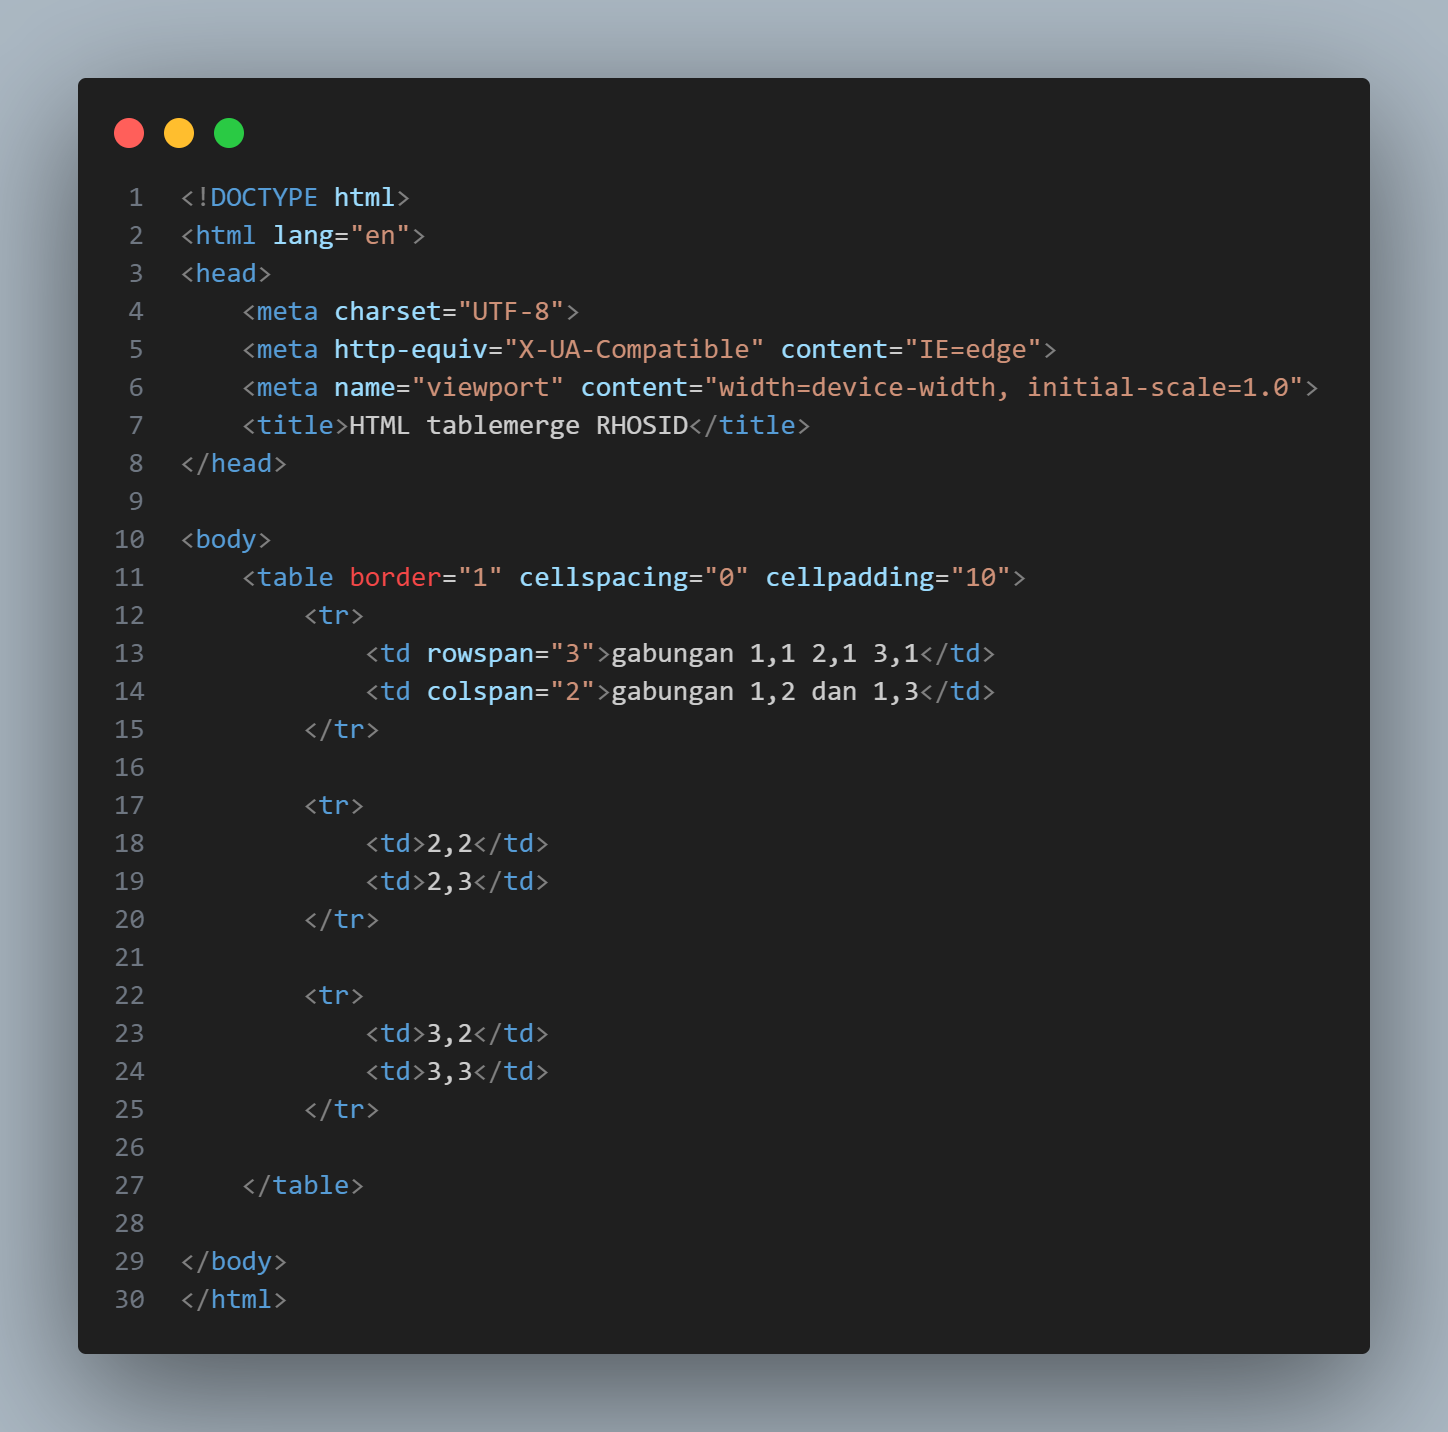 1 <!DOCTYPE html>
2 <html lang="en">
3 <head>
4     <meta charset="UTF-8">
5     <meta http-equiv="X-UA-Compatible" content="IE=edge">
6     <meta name="viewport" content="width=device-width, initial-scale=1.0">
7     <title>HTML tablemerge RHOSID</title>
8 </head>
9
10 <body>
11     <table border="1" cellspacing="0" cellpadding="10">
12         <tr>
13             <td rowspan="3">gabungan 1,1 2,1 3,1</td>
14             <td colspan="2">gabungan 1,2 dan 1,3</td>
15         </tr>
16
17         <tr>
18             <td>2,2</td>
19             <td>2,3</td>
20         </tr>
21
22         <tr>
23             <td>3,2</td>
24             <td>3,3</td>
25         </tr>
26
27     </table>
28
29 </body>
30 </html>